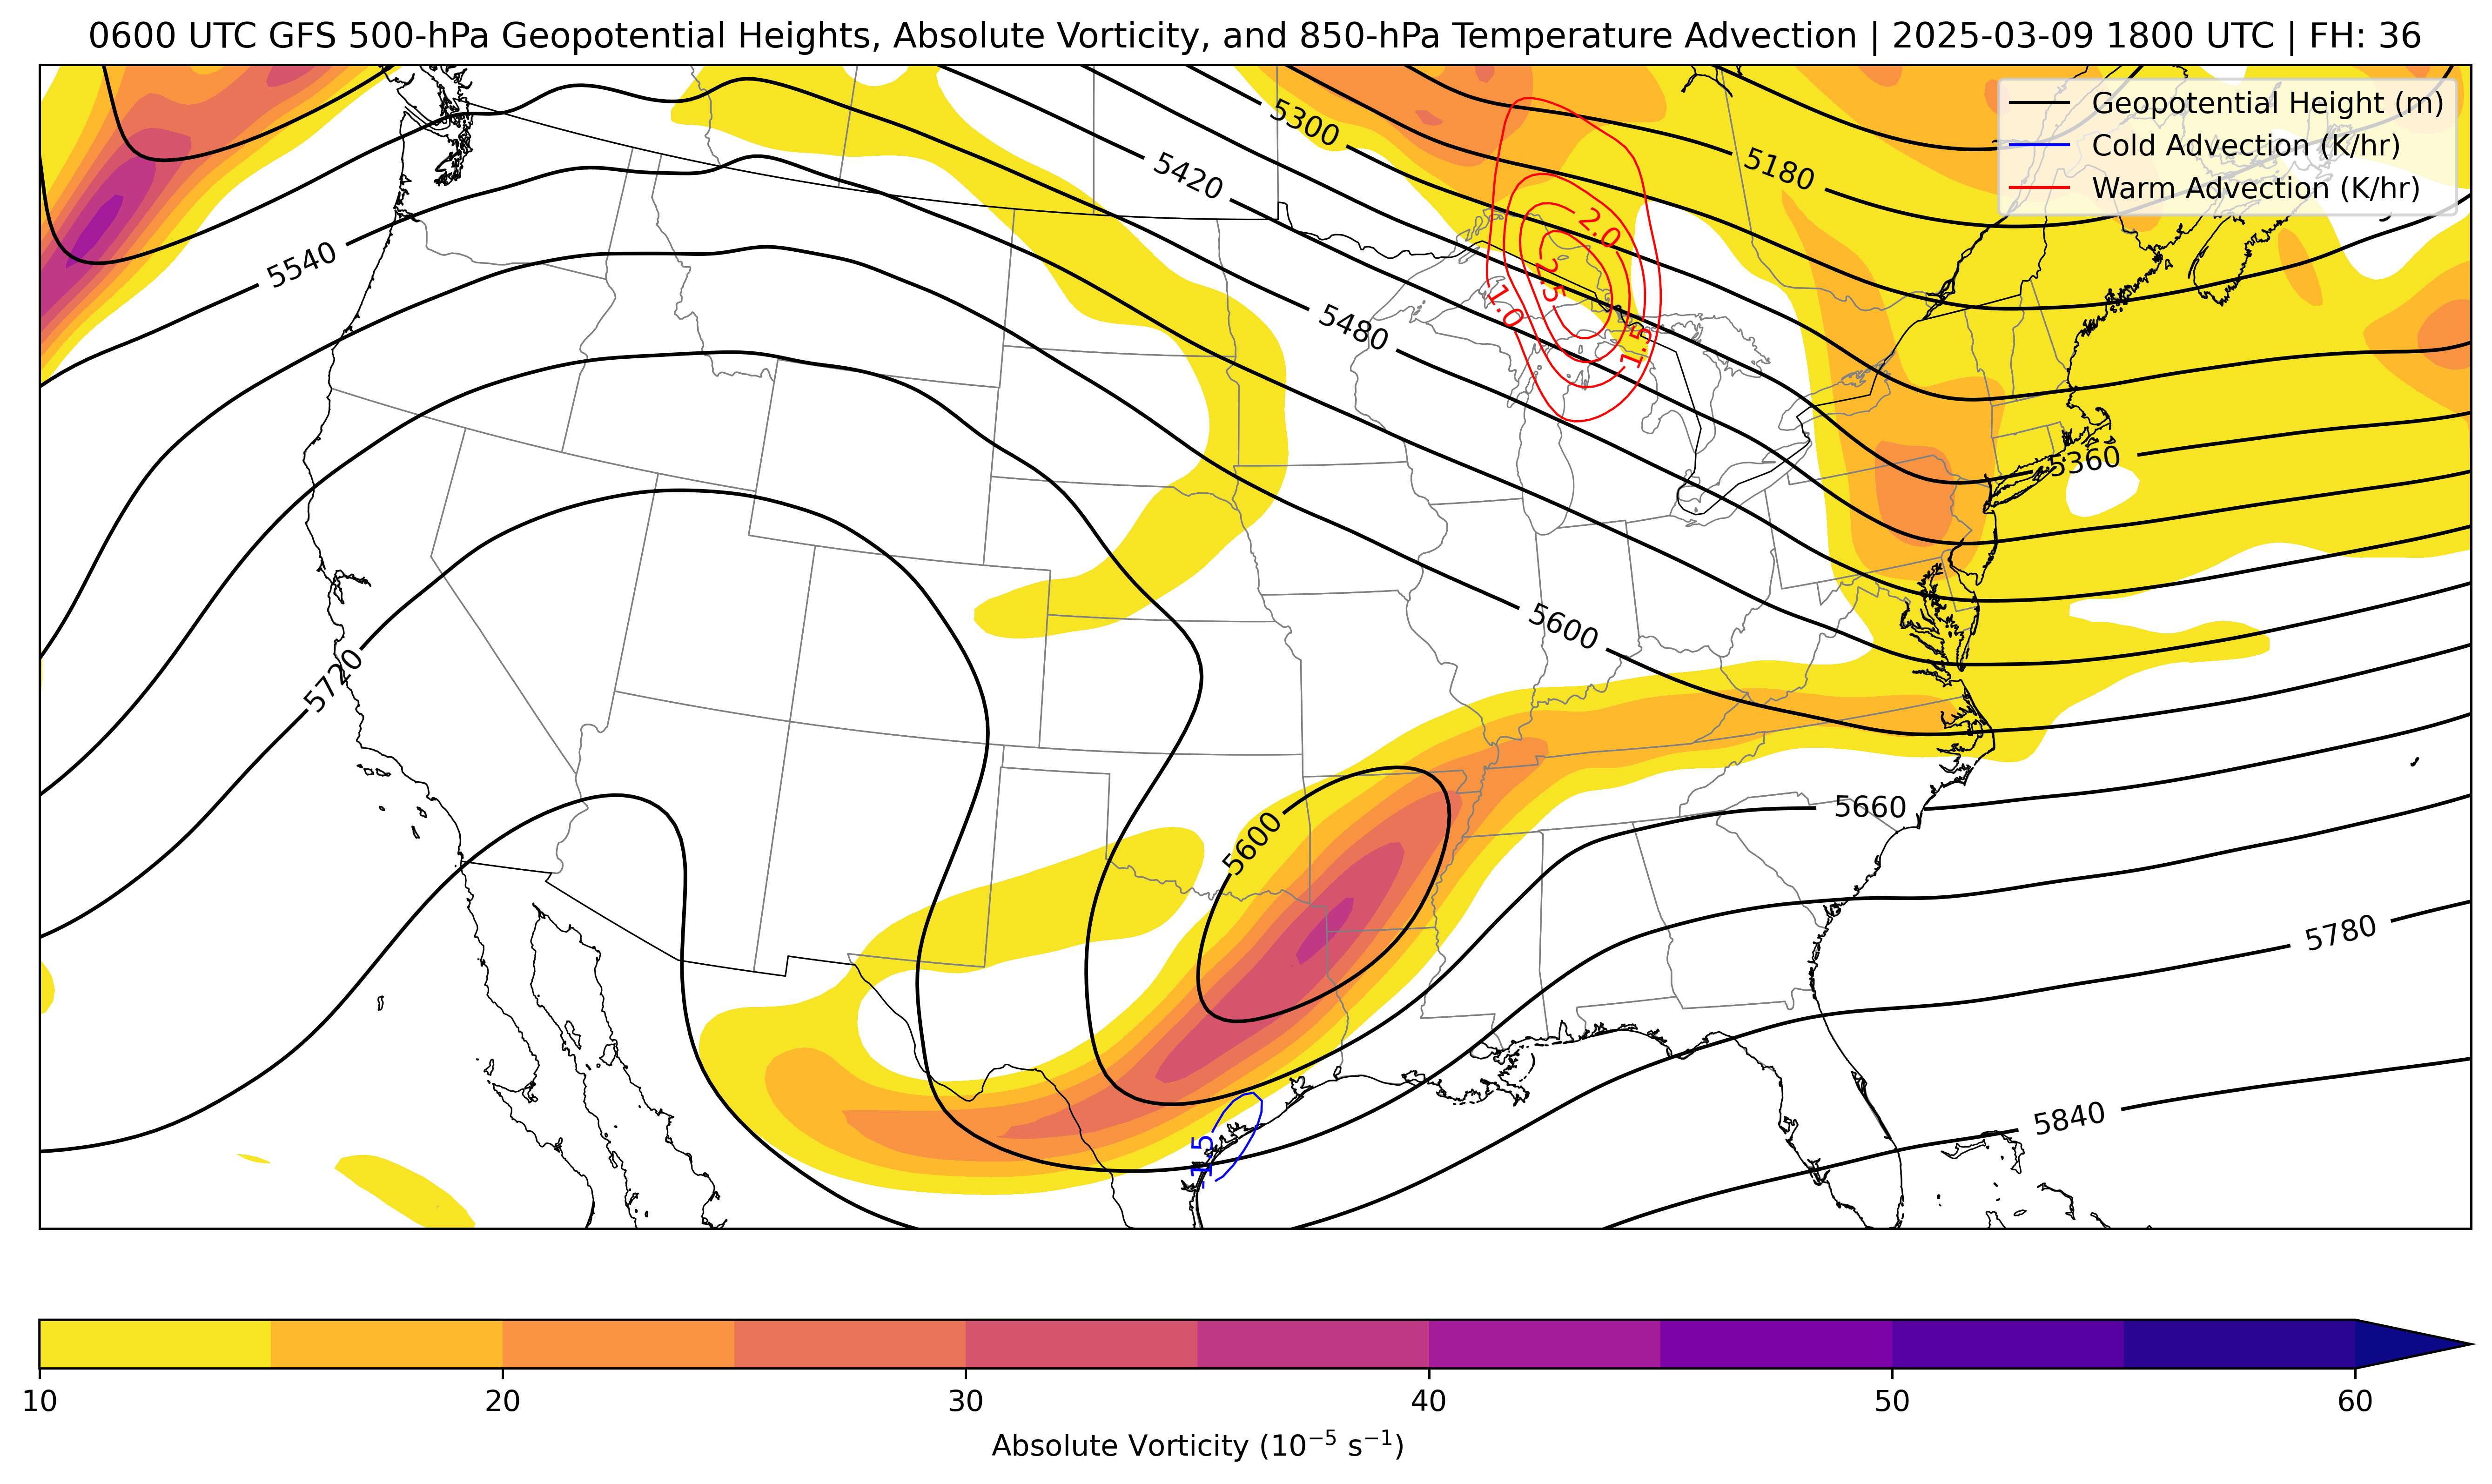 0600 UTC GFS 500-hPa Geopotential Heights, Absolute Vorticity, and 850-hPa Temperature Advection | 2025-03-09 1800 UTC | FH: 36
Geopotential Height (m)
Cold Advection (K/hr)
Warm Advection (K/hr)
5300
5420
5180
2.0
5540
2.5
1.0
5480
1.5
5360
5600
5720
5660
5600
5780
5840
-1.5
10 20 30 40 50 60
Absolute Vorticity (10⁻⁵ s⁻¹)